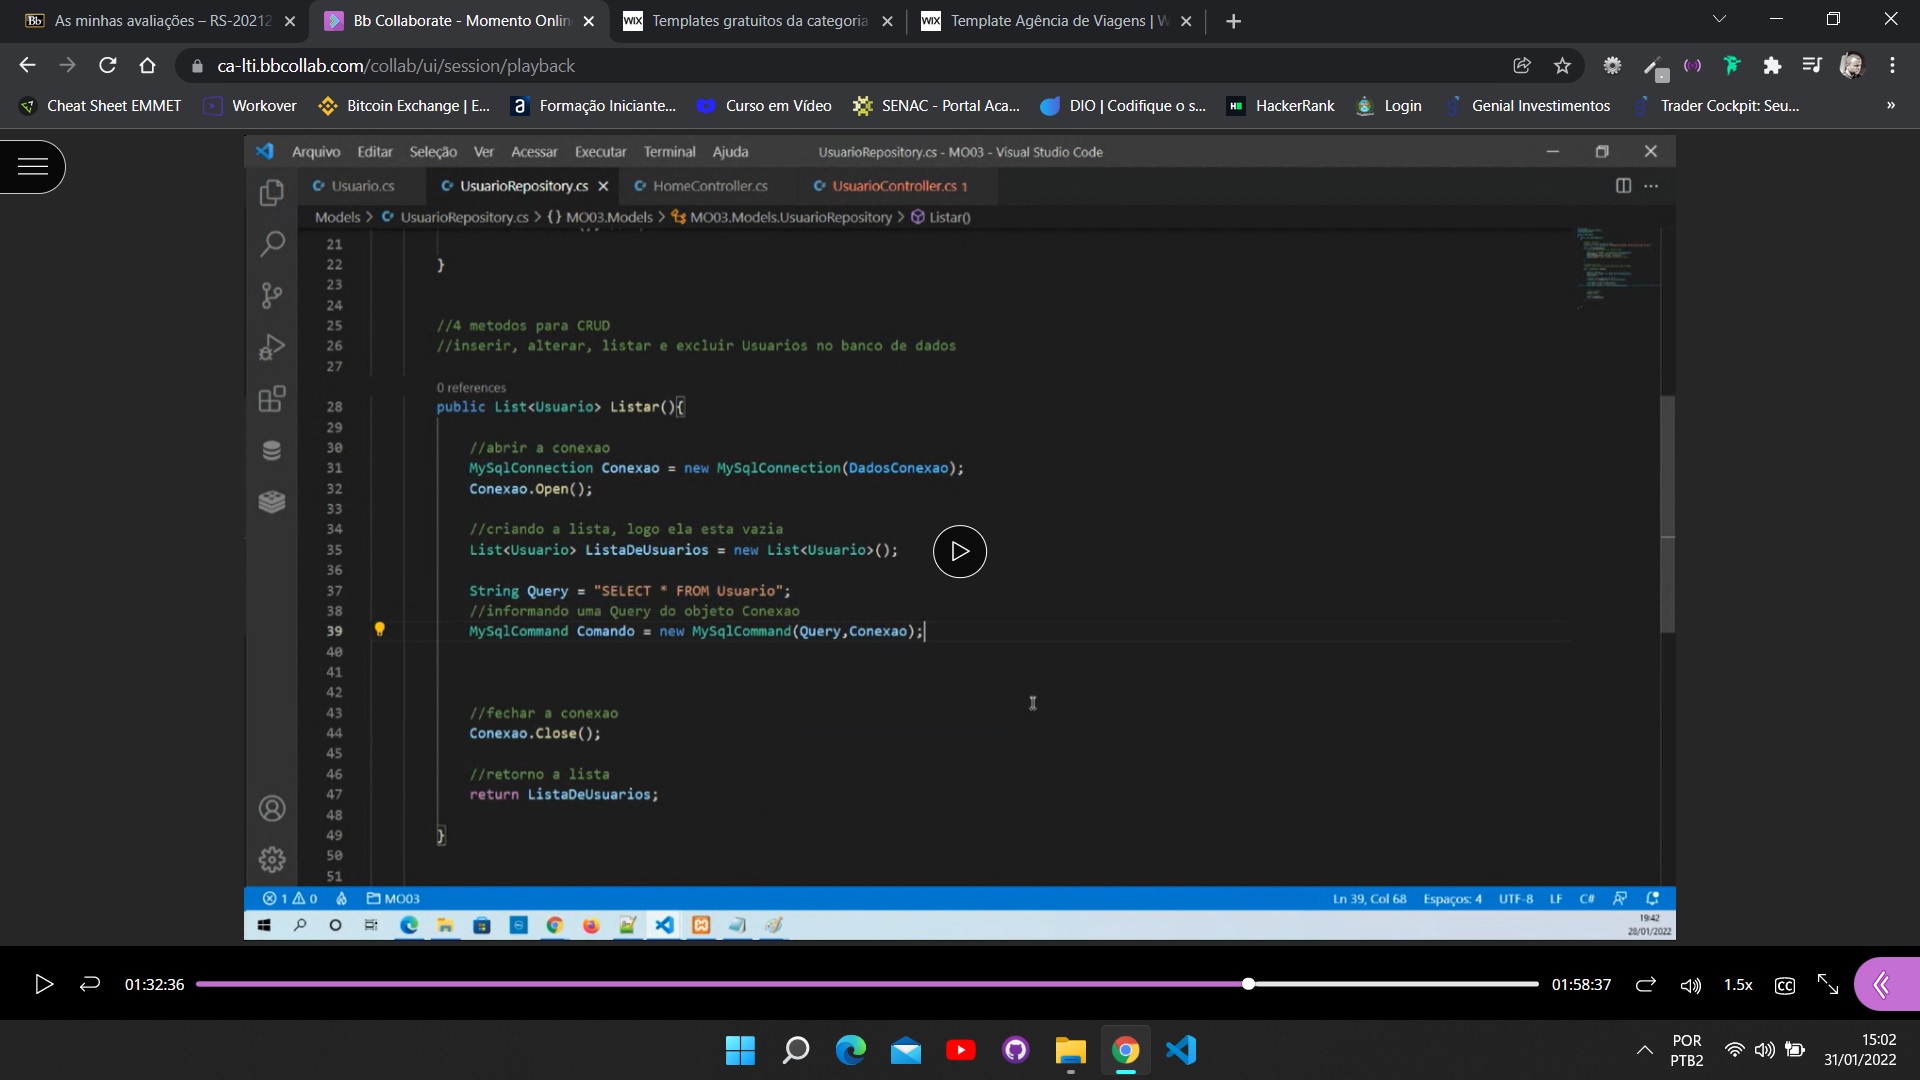 As minhas avaliações – RS-20212
Bb Collaborate - Momento Onlin
Templates gratuitos da categoria
Template Agência de Viagens | W
ca-lti.bbcollab.com/collab/ui/session/playback
Cheat Sheet EMMET
Workover
Bitcoin Exchange | E...
Formação Iniciante...
Curso em Vídeo
SENAC - Portal Aca...
DIO | Codifique o s...
HackerRank
Login
Genial Investimentos
Trader Cockpit: Seu...
»
Arquivo Editar Seleção Ver Acessar Executar Terminal Ajuda
UsuarioRepository.cs - MO03 - Visual Studio Code
Usuario.cs
UsuarioRepository.cs
HomeController.cs
UsuarioController.cs 1
Models > UsuarioRepository.cs > {} MO03.Models > MO03.Models.UsuarioRepository > Listar()
21
22 }
23
24
25 //4 metodos para CRUD
26 //inserir, alterar, listar e excluir Usuarios no banco de dados
27
0 references
28 public List<Usuario> Listar(){
29
30 //abrir a conexao
31 MySqlConnection Conexao = new MySqlConnection(DadosConexao);
32 Conexao.Open();
33
34 //criando a lista, logo ela esta vazia
35 List<Usuario> ListaDeUsuarios = new List<Usuario>();
36
37 String Query = "SELECT * FROM Usuario";
38 //informando uma Query do objeto Conexao
39 MySqlCommand Comando = new MySqlCommand(Query,Conexao);
40
41
42
43 //fechar a conexao
44 Conexao.Close();
45
46 //retorno a lista
47 return ListaDeUsuarios;
48
49 }
50
51
1 0 MO03
Ln 39, Col 68 Espaços: 4 UTF-8 LF C#
19:42
28/01/2022
01:32:36
01:58:37
1.5x
CC
POR
PTB2
15:02
31/01/2022